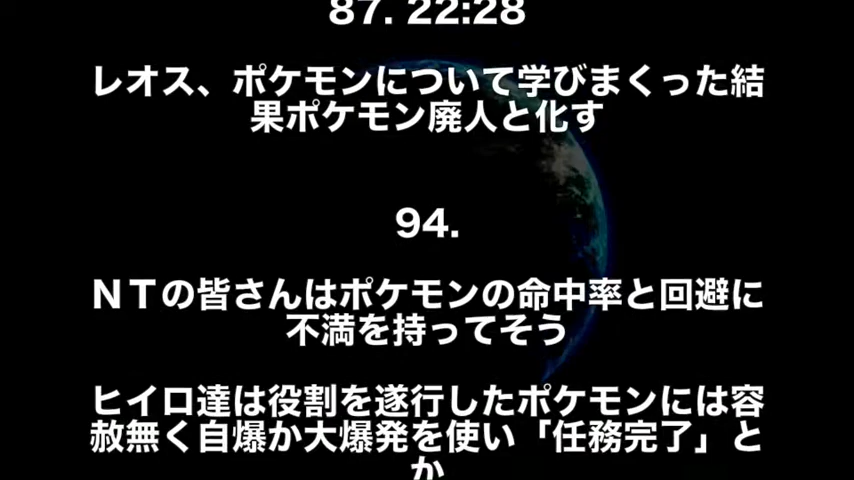 87. 22:28
レオス、ポケモンについて学びまくった結
果ポケモン廃人と化す
94.
ＮＴの皆さんはポケモンの命中率と回避に
不満を持ってそう
ヒイロ達は役割を遂行したポケモンには容
赦無く自爆か大爆発を使い「任務完了」と
か